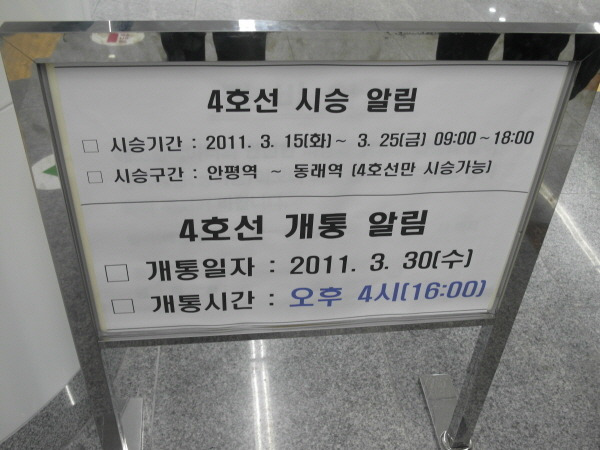 4호선 시승 알림
□ 시승기간 : 2011. 3. 15(화)~ 3. 25(금) 09:00~18:00
□ 시승구간 : 안평역 ~ 동래역 (4호선만 시승가능)
4호선 개통 알림
□ 개통일자 : 2011. 3. 30(수)
□ 개통시간 : 오후 4시(16:00)